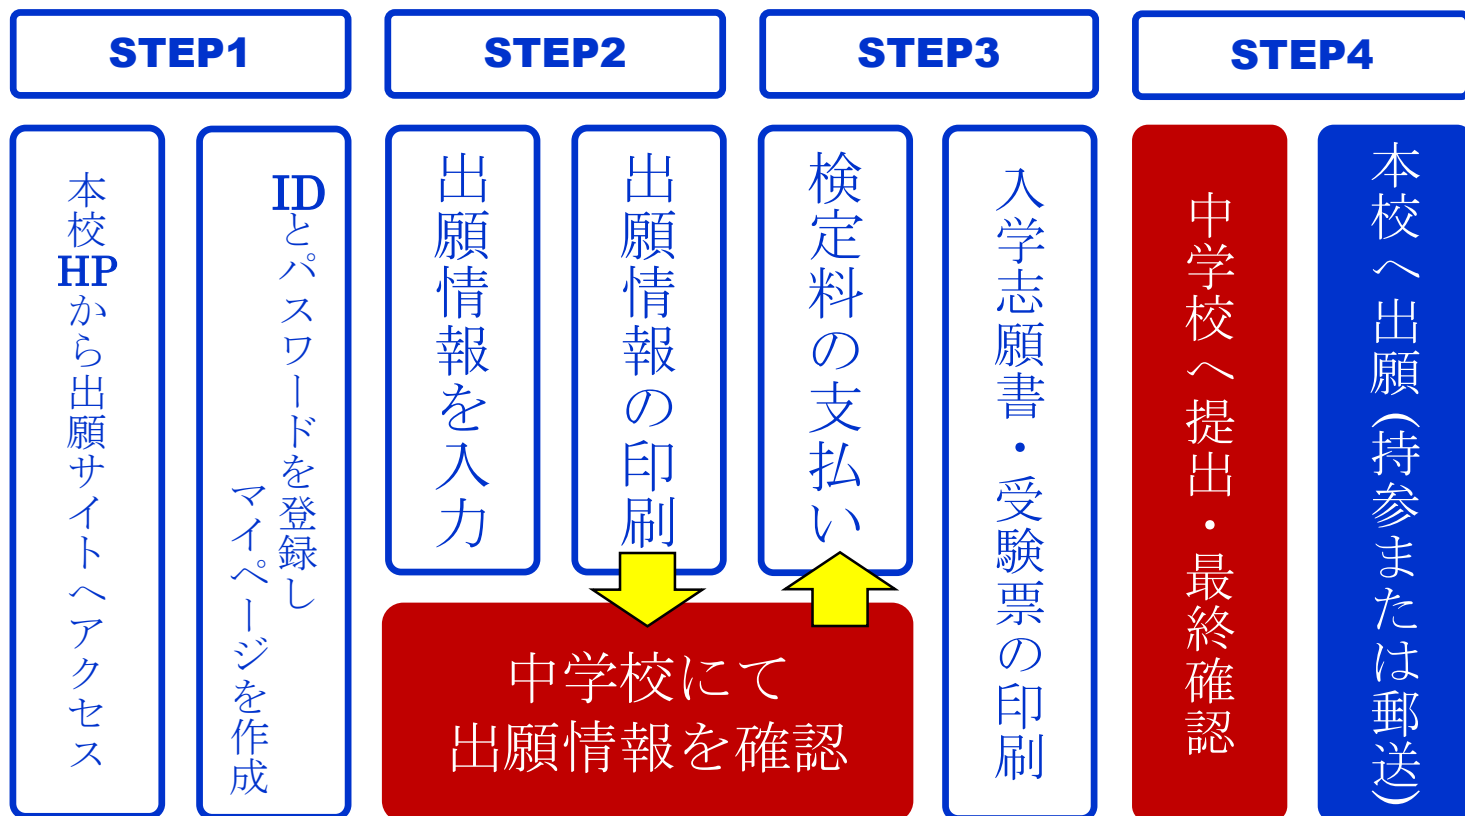 STEP1
STEP2
STEP3
STEP4
本校HPから出願サイトへアクセス
IDとパスワードを登録し
マイページを作成
出願情報を入力
出願情報の印刷
中学校にて
出願情報を確認
検定料の支払い
入学志願書・受験票の印刷
中学校へ提出・最終確認
本校へ出願(持参または郵送)